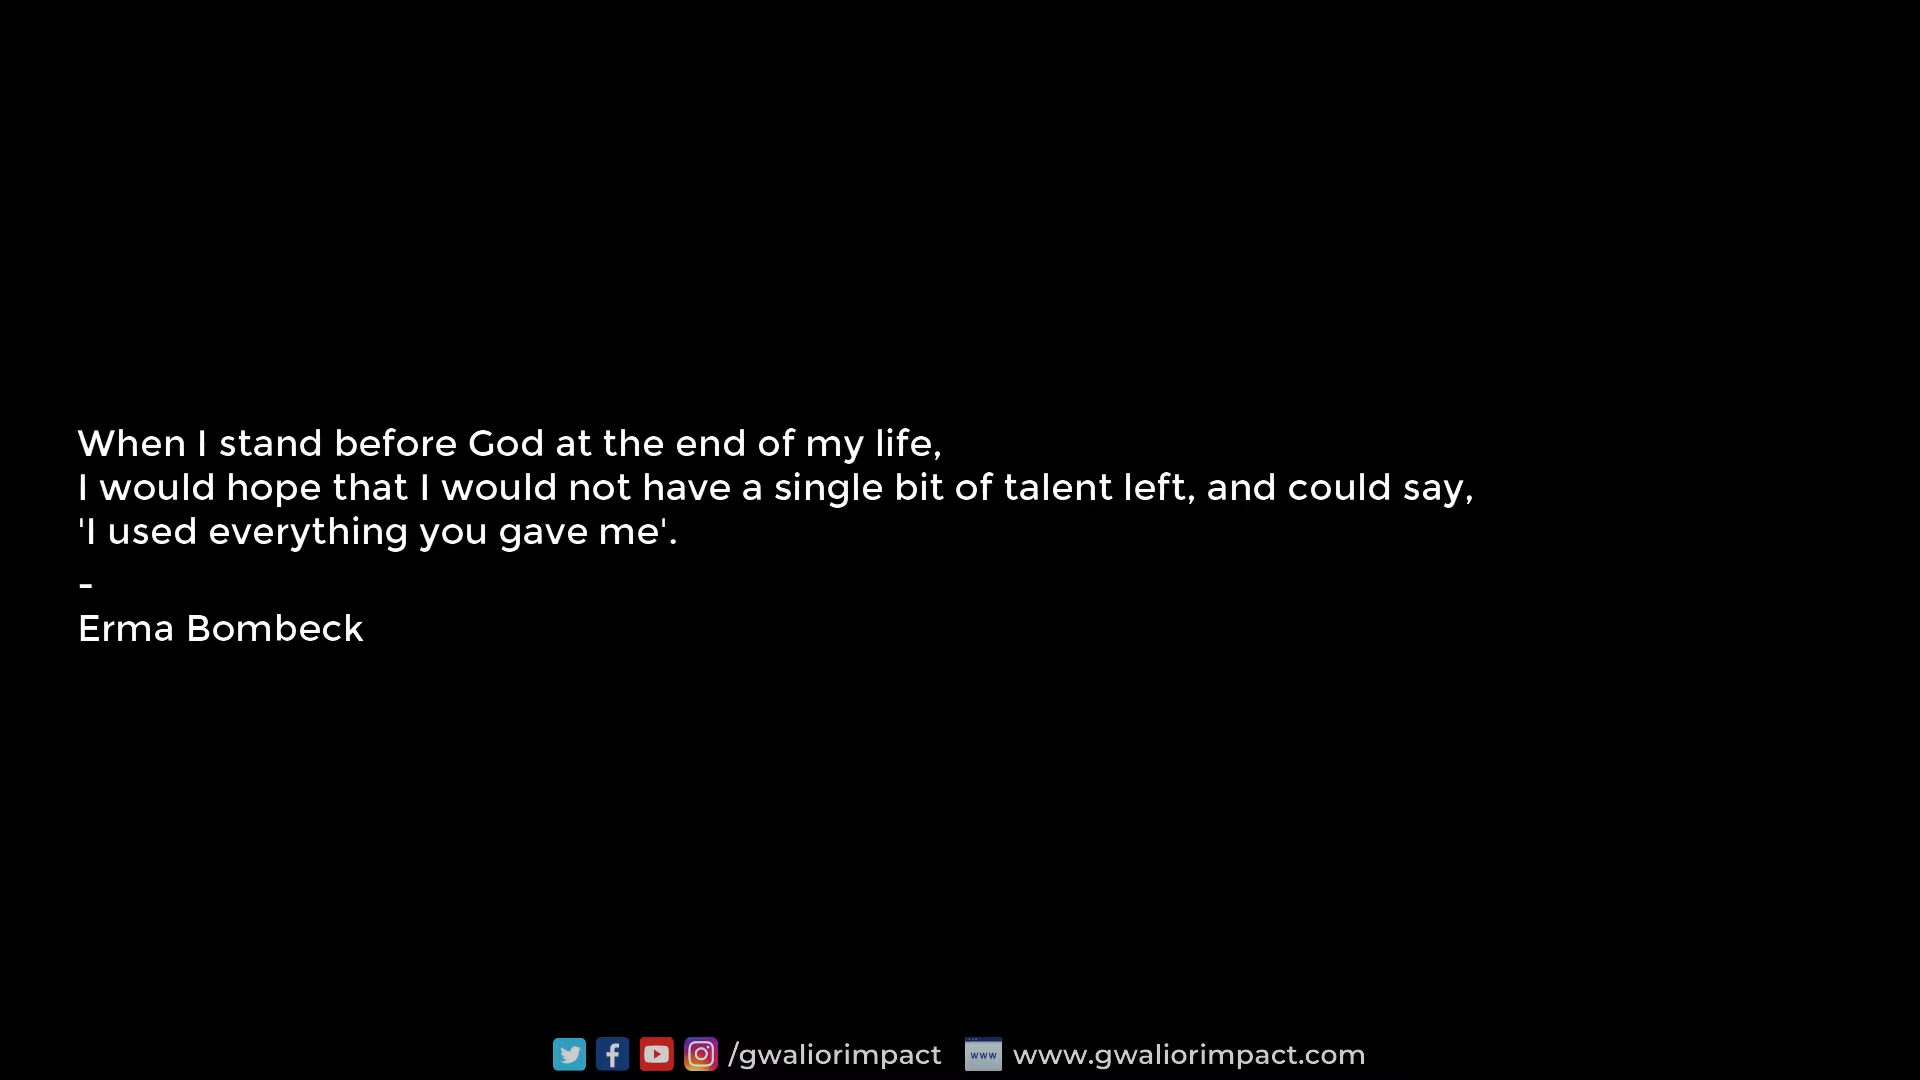 When I stand before God at the end of my life,
I would hope that I would not have a single bit of talent left, and could say,
'I used everything you gave me'.
-
Erma Bombeck
/gwaliorimpact www www.gwaliorimpact.com